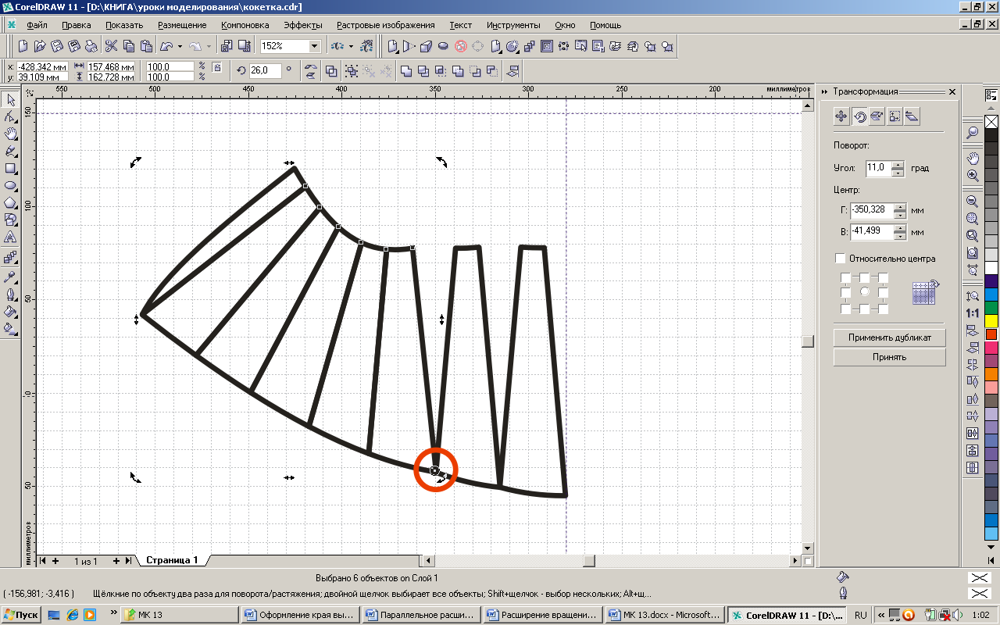 CorelDRAW 11 - [D:\КНИГА\уроки моделирования\кокетка.cdr]
Файл Правка Показать Размещение Компоновка Эффекты Растровые изображения Текст Инструменты Окно Помощь
152%
x: -428.342 мм 157.468 мм 100.0 % 26,0 °
y: 39.109 мм 162.728 мм 100.0 %
550 500 450 400 350 300 250 200 миллиметров
150
100
50
0
50
миллиметров
Трансформация
Поворот:
Угол: 11,0 град
Центр:
Г: -350,328 мм
В: -41,499 мм
Относительно центра
Применить дубликат
Принять
1:1
1 из 1 Страница 1
Выбрано 6 объектов on Слой 1
( -156,981; -3,416 ) Щёлкние по объекту два раза для поворота/растяжения; двойной щелчок выбирает все объекты; Shift+щелчок - выбор нескольких; Alt+щ...
Пуск » МК 13 Оформление края вы... Параллельное расши... Расширение вращени... МК 13.docx - Microsoft... CorelDRAW 11 - [D:\... RU « 1:02